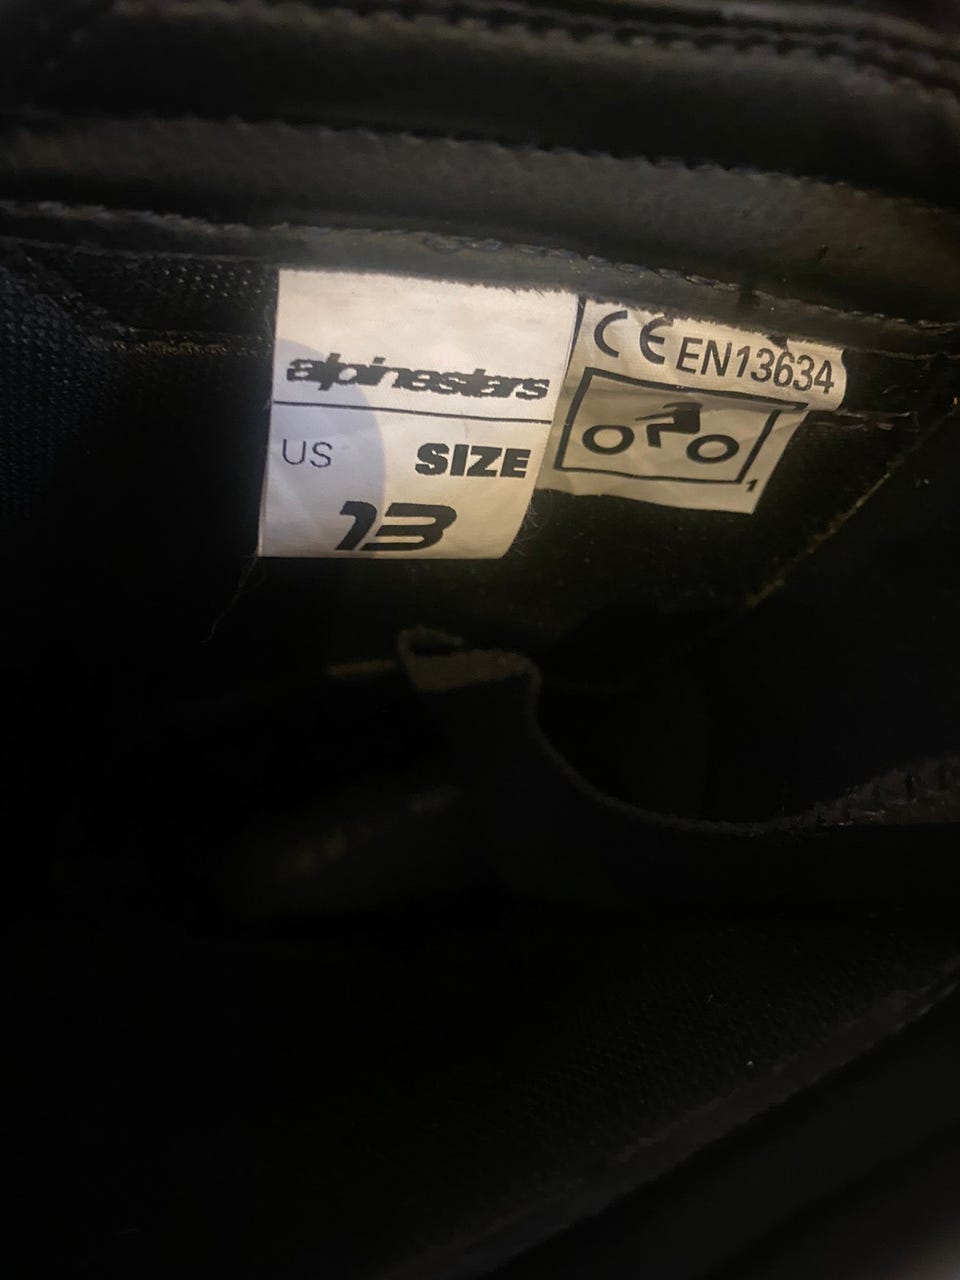 alpinestars
US SIZE
13
CE EN13634
1